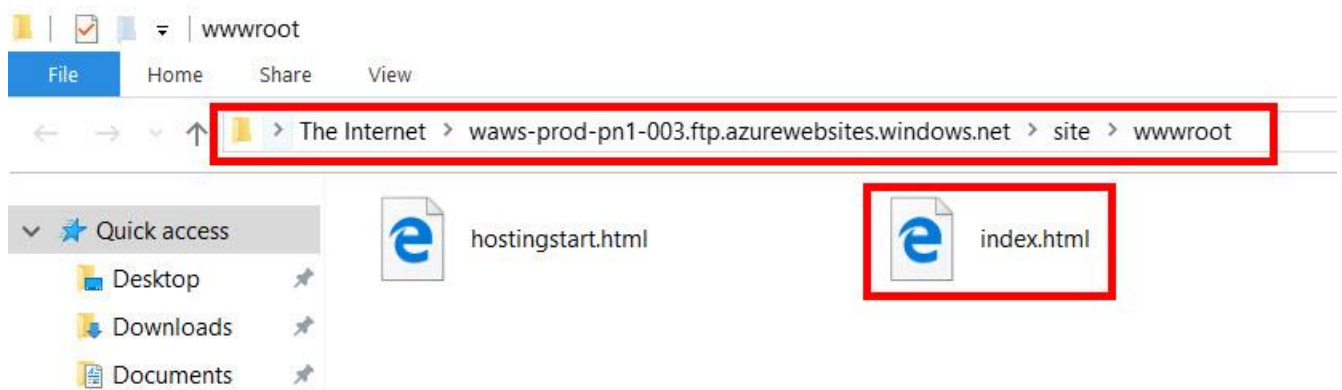 wwwroot
File Home Share View
The Internet > waws-prod-pn1-003.ftp.azurewebsites.windows.net > site > wwwroot
Quick access
hostingstart.html
index.html
Desktop
Downloads
Documents